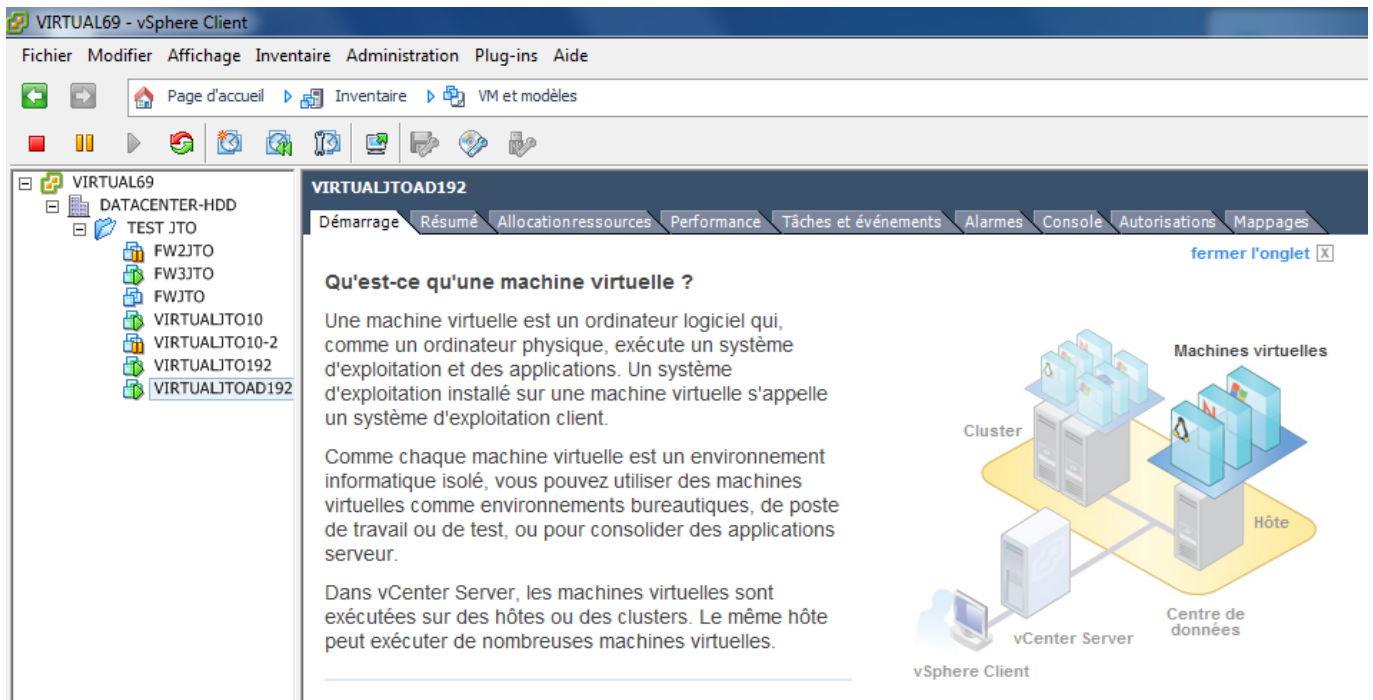 VIRTUAL69 - vSphere Client
Fichier Modifier Affichage Inventaire Administration Plug-ins Aide
Page d'accueil Inventaire VM et modèles
VIRTUAL69
DATACENTER-HDD
TEST JTO
FW2JTO
FW3JTO
FWJTO
VIRTUALJTO10
VIRTUALJTO10-2
VIRTUALJTO192
VIRTUALJTOAD192
VIRTUALJTOAD192
Démarrage Résumé Allocation ressources Performance Tâches et événements Alarmes Console Autorisations Mappages
fermer l'onglet X
Qu'est-ce qu'une machine virtuelle ?
Une machine virtuelle est un ordinateur logiciel qui,
comme un ordinateur physique, exécute un système
d'exploitation et des applications. Un système
d'exploitation installé sur une machine virtuelle s'appelle
un système d'exploitation client.
Comme chaque machine virtuelle est un environnement
informatique isolé, vous pouvez utiliser des machines
virtuelles comme environnements bureautiques, de poste
de travail ou de test, ou pour consolider des applications
serveur.
Dans vCenter Server, les machines virtuelles sont
exécutées sur des hôtes ou des clusters. Le même hôte
peut exécuter de nombreuses machines virtuelles.
Machines virtuelles
Cluster
Hôte
Centre de
données
vCenter Server
vSphere Client